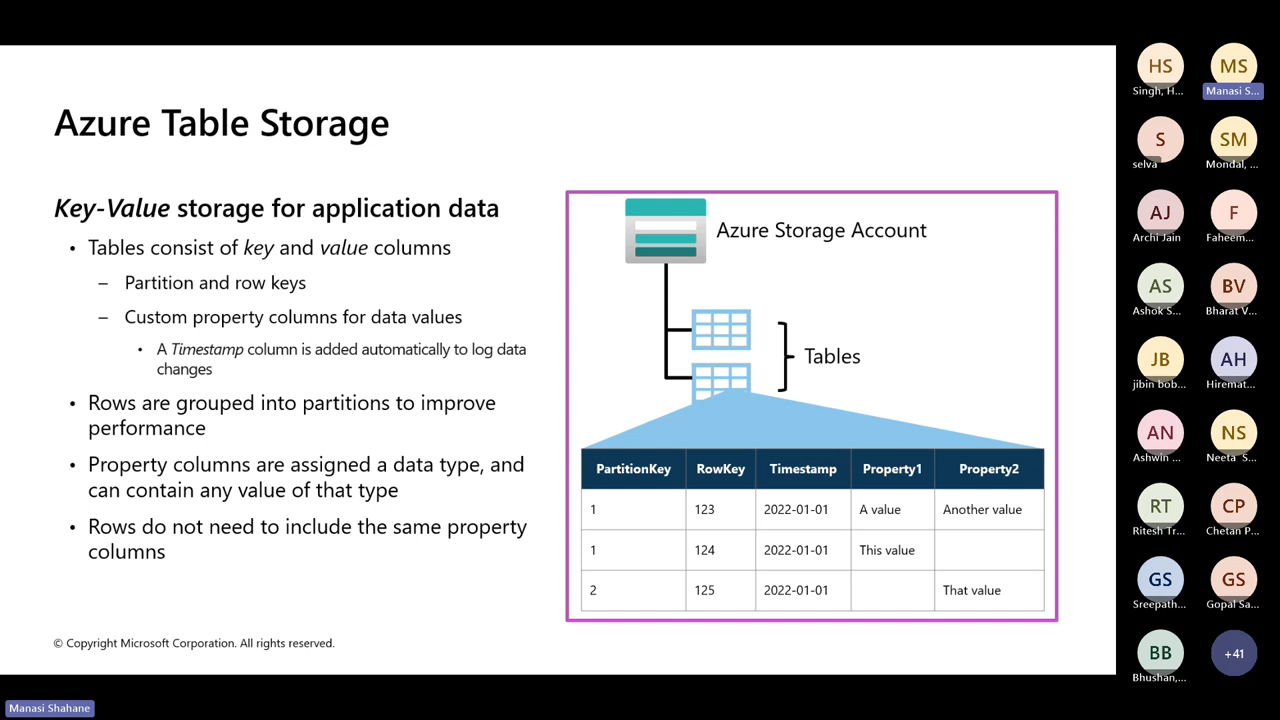 Azure Table Storage
Key-Value storage for application data
• Tables consist of key and value columns
– Partition and row keys
– Custom property columns for data values
• A Timestamp column is added automatically to log data
changes
• Rows are grouped into partitions to improve
performance
• Property columns are assigned a data type, and
can contain any value of that type
• Rows do not need to include the same property
columns
© Copyright Microsoft Corporation. All rights reserved.
Azure Storage Account
Tables
PartitionKey RowKey Timestamp Property1 Property2
1 123 2022-01-01 A value Another value
1 124 2022-01-01 This value
2 125 2022-01-01 That value
HS MS
Singh, H... Manasi S...
S SM
selva Mondal, ...
AJ F
Archi Jain Faheem...
AS BV
Ashok S... Bharat V...
JB AH
jibin bob... Hiremat...
AN NS
Ashwin ... Neeta S...
RT CP
Ritesh Tr... Chetan P...
GS GS
Sreepath... Gopal Sa...
BB +41
Bhushan,...
Manasi Shahane